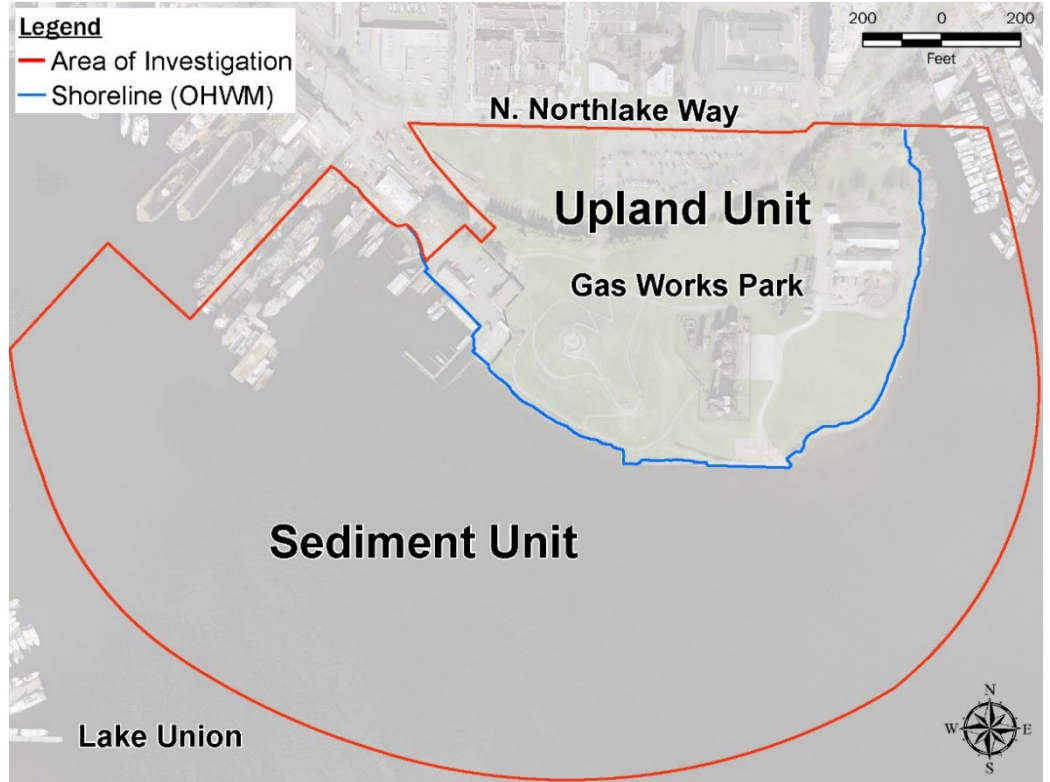 Legend
Area of Investigation
Shoreline (OHWM)
200 0 200
Feet
N. Northlake Way
Upland Unit
Gas Works Park
Sediment Unit
Lake Union
N
W E
S